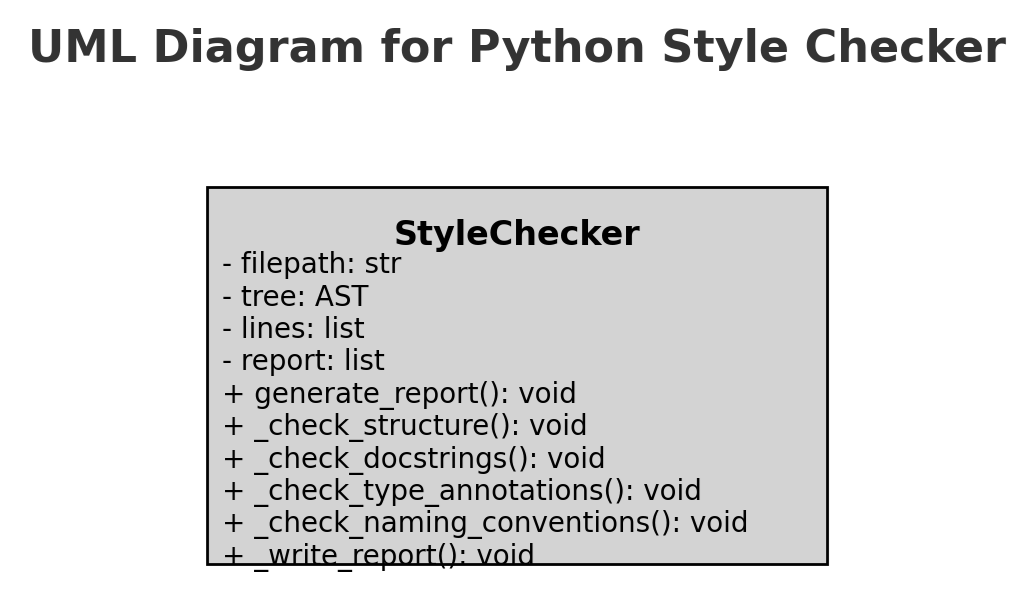 UML Diagram for Python Style Checker
StyleChecker
- filepath: str
- tree: AST
- lines: list
- report: list
+ generate_report(): void
+ _check_structure(): void
+ _check_docstrings(): void
+ _check_type_annotations(): void
+ _check_naming_conventions(): void
+ _write_report(): void